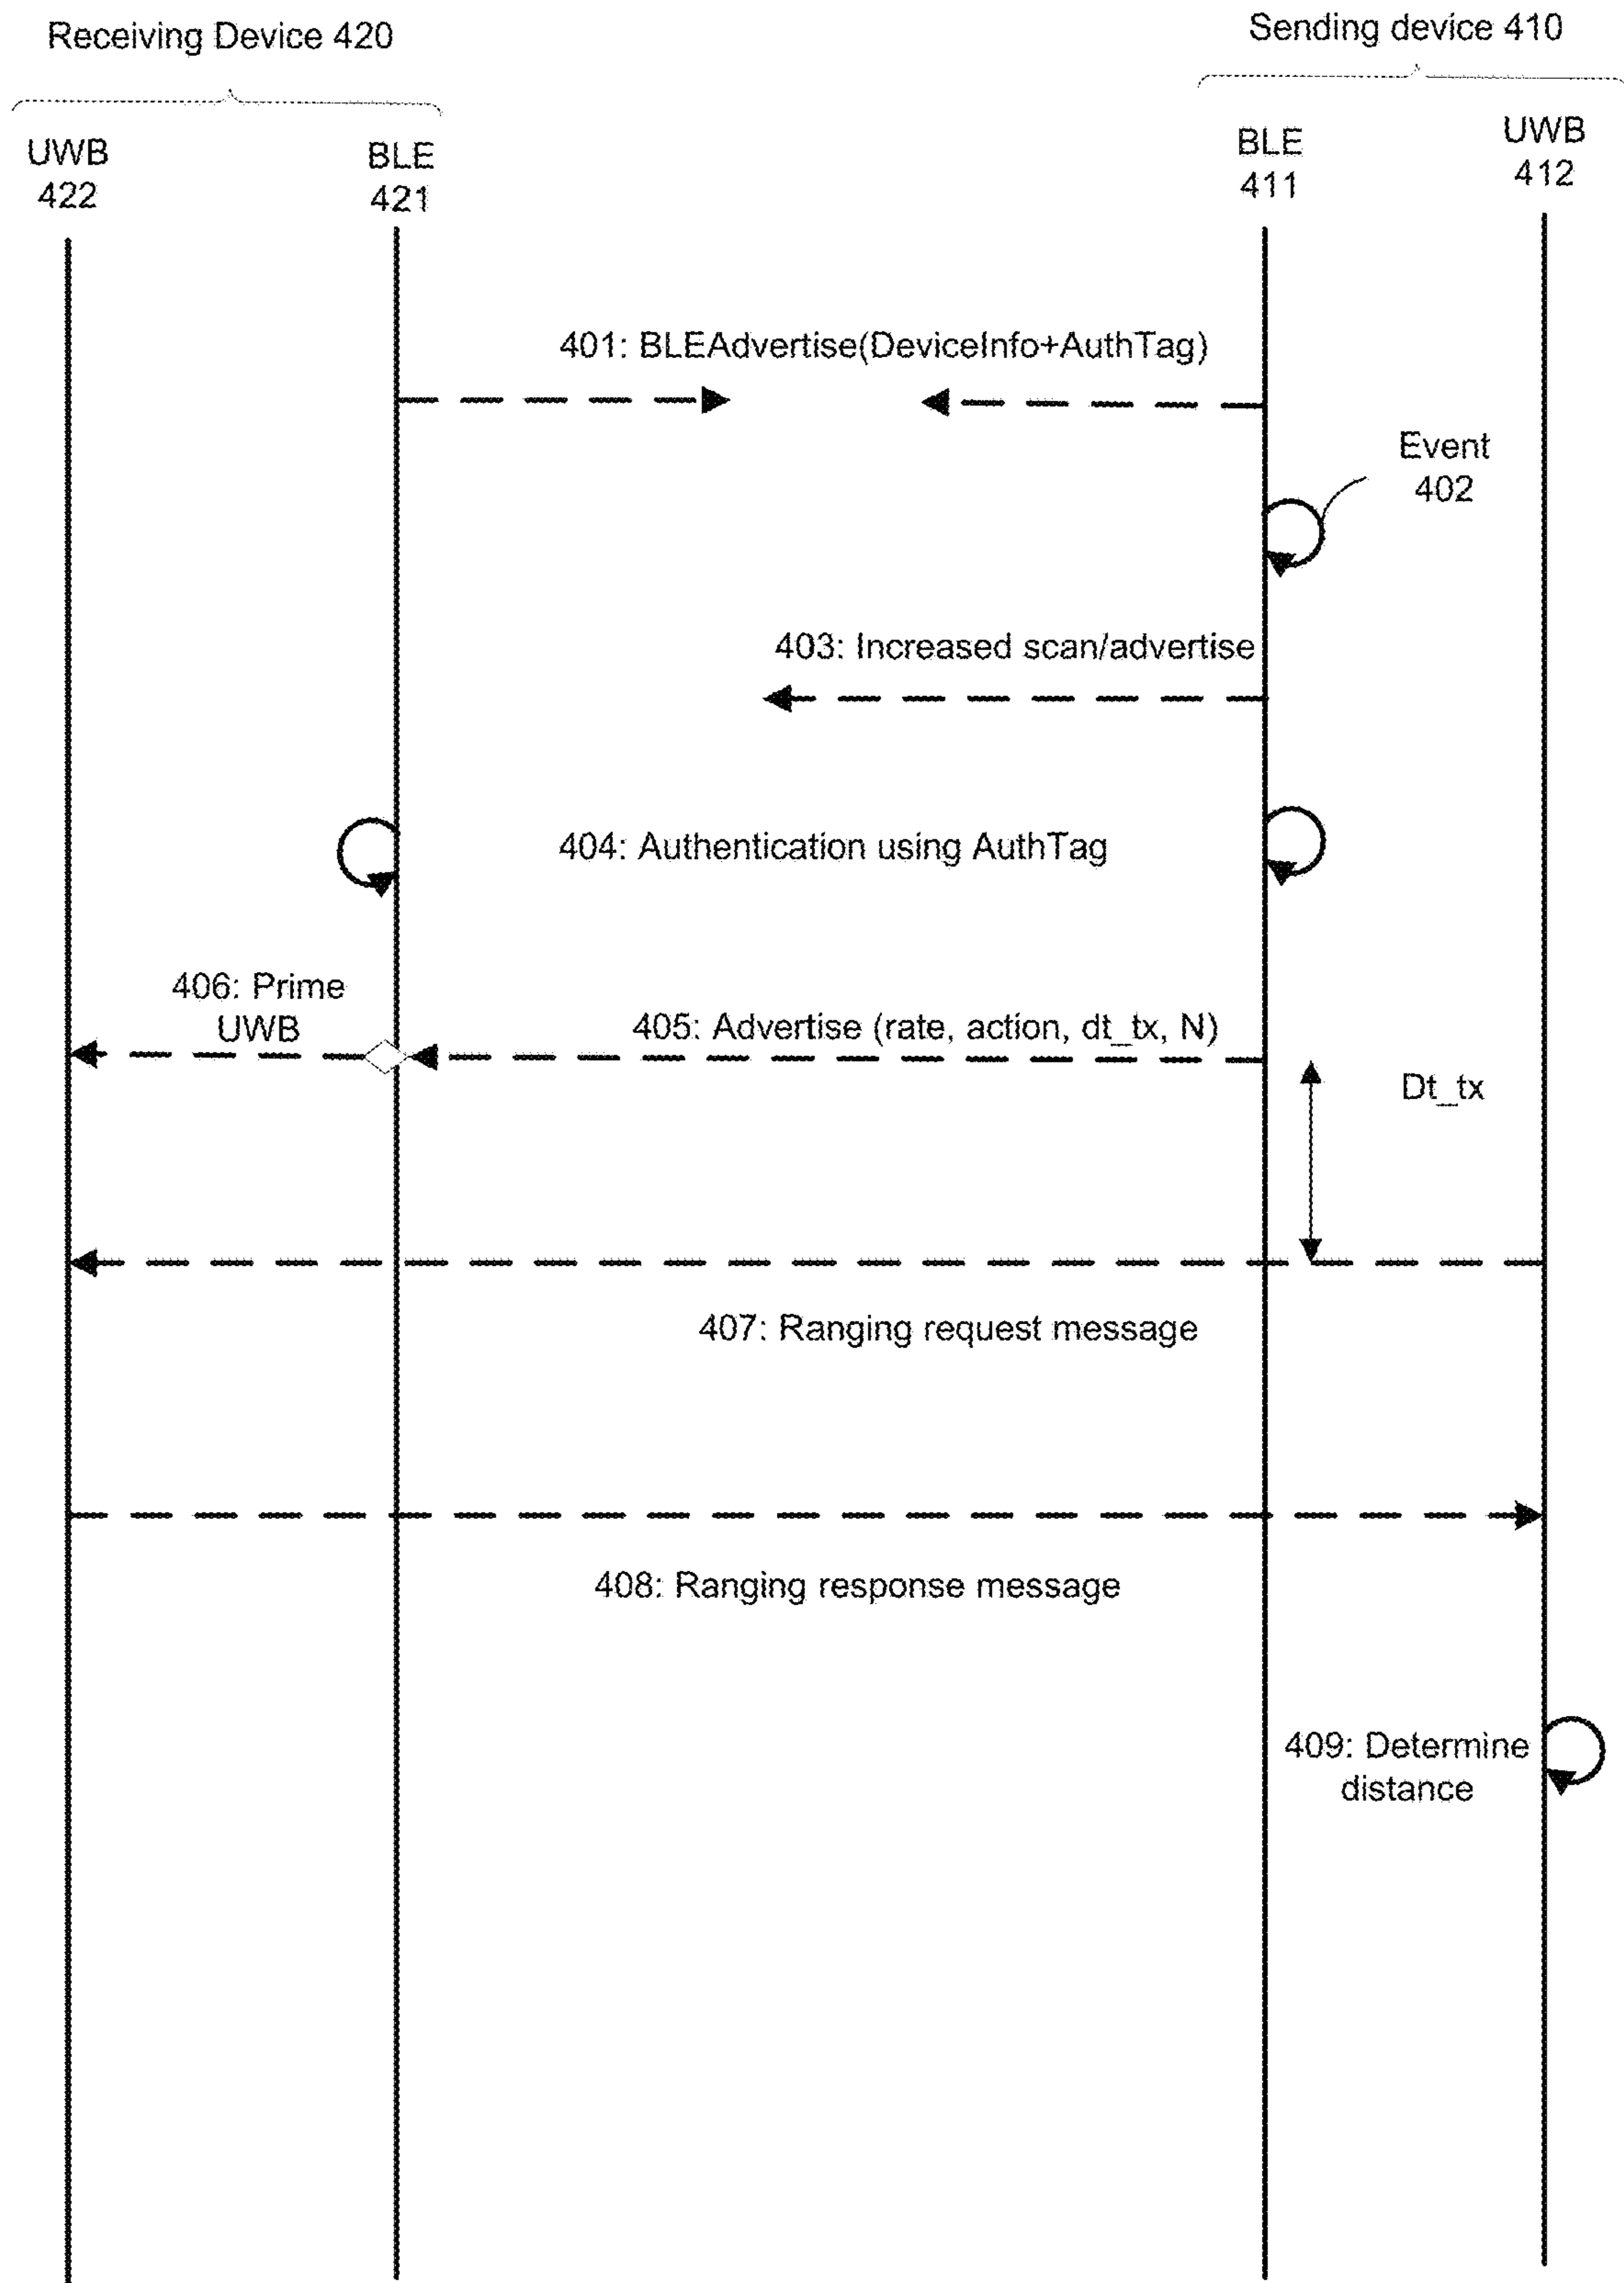 Receiving Device 420
Sending device 410
UWB
422
BLE
421
BLE
411
UWB
412
401: BLEAdvertise(DeviceInfo+AuthTag)
Event
402
403: Increased scan/advertise
404: Authentication using AuthTag
406: Prime
UWB
405: Advertise (rate, action, dt_tx, N)
Dt_tx
407: Ranging request message
408: Ranging response message
409: Determine
distance